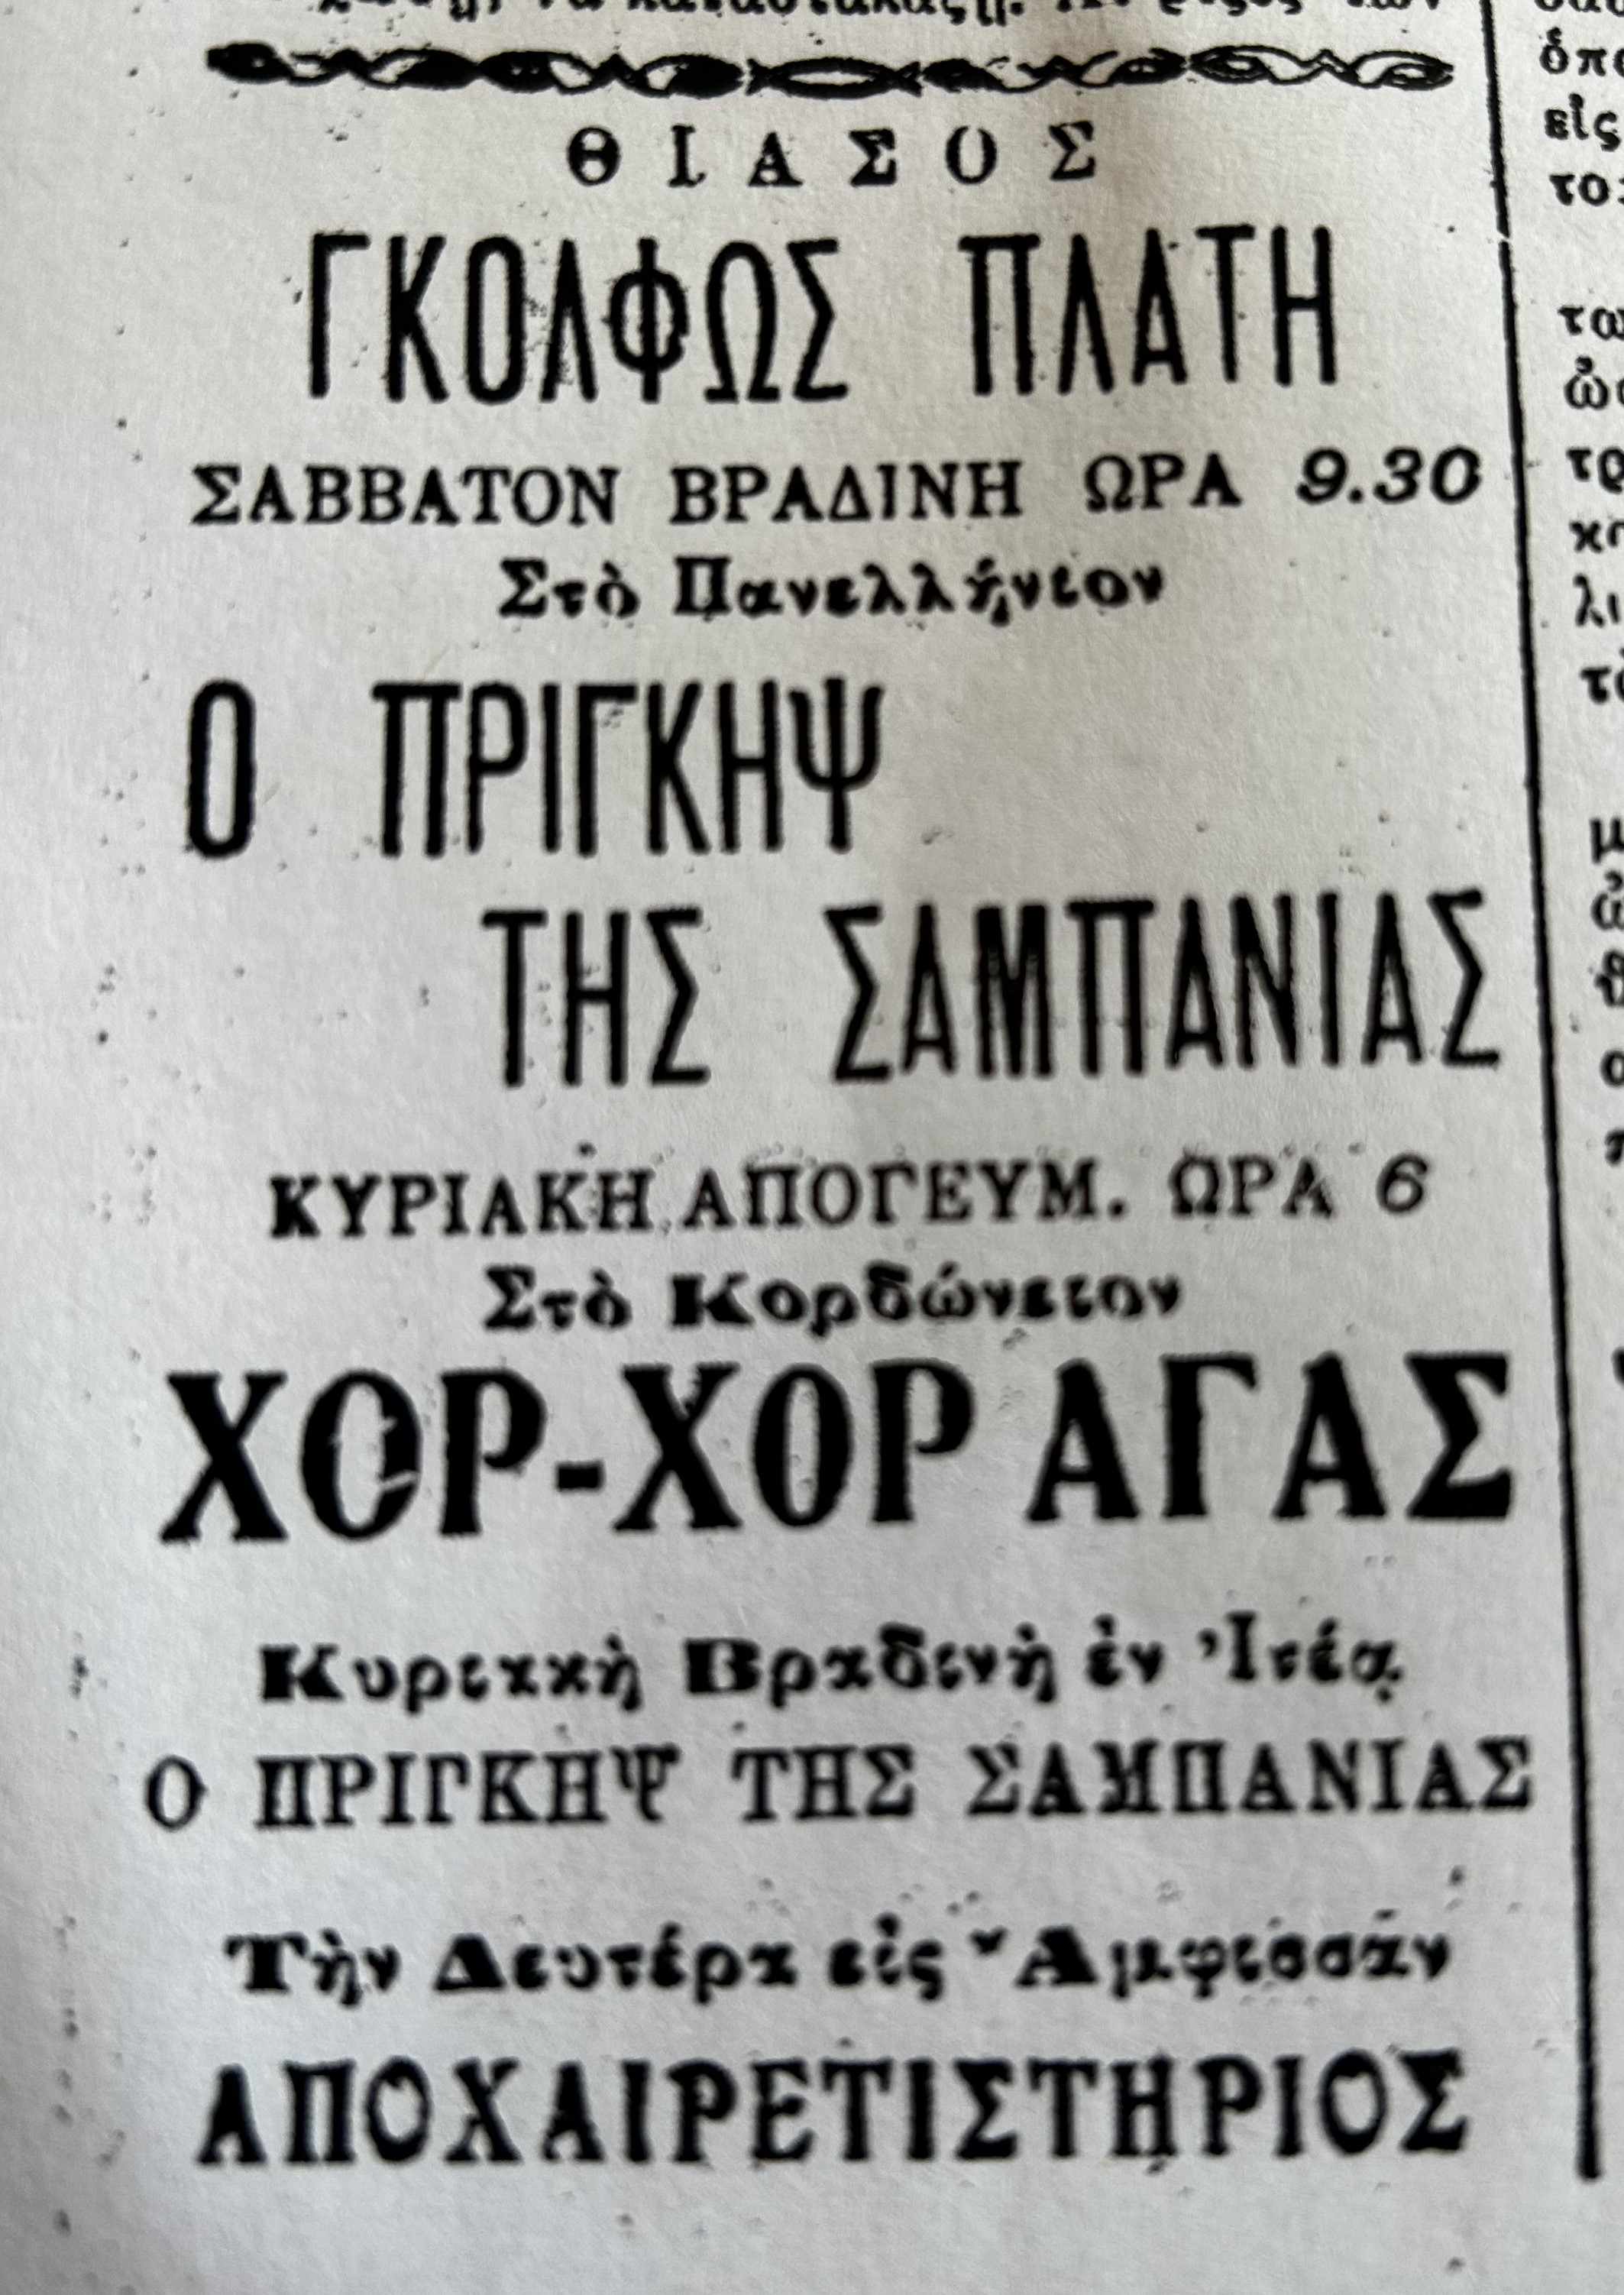 ΘΙΑΣΟΣ
ΓΚΟΛΦΩΣ ΠΛΑΤΗ
ΣΑΒΒΑΤΟΝ ΒΡΑΔΙΝΗ ΩΡΑ 9.30
Στὸ Πανελλήνιον
Ο ΠΡΙΓΚΗΨ
ΤΗΣ ΣΑΜΠΑΝΙΑΣ
ΚΥΡΙΑΚΗ ΑΠΟΓΕΥΜ. ΩΡΑ 6
Στὸ Κορδώνειον
ΧΟΡ-ΧΟΡ ΑΓΑΣ
Κυριακὴ Βραδινὴ ἐν Ἰτέᾳ
Ο ΠΡΙΓΚΗΨ ΤΗΣ ΣΑΜΠΑΝΙΑΣ
Τὴν Δευτέρα εἰς Ἄμφισσαν
ΑΠΟΧΑΙΡΕΤΙΣΤΗΡΙΟΣ